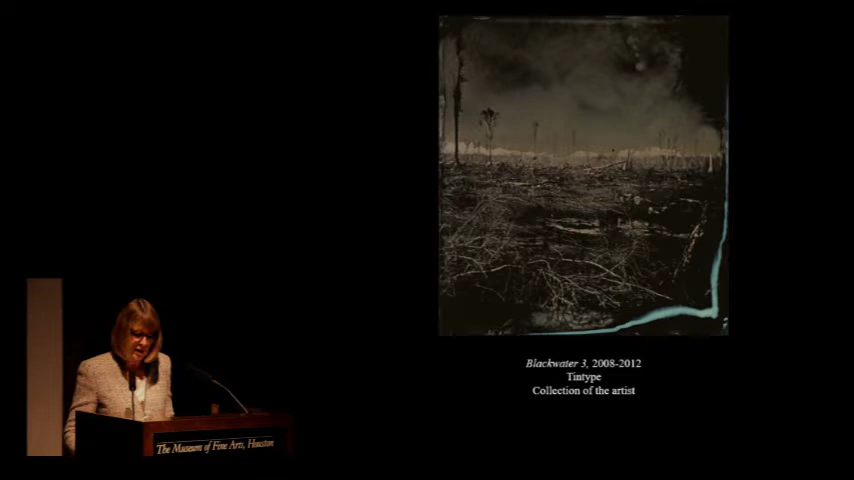 Blackwater 3, 2008-2012
Tintype
Collection of the artist
The Museum of Fine Arts, Houston